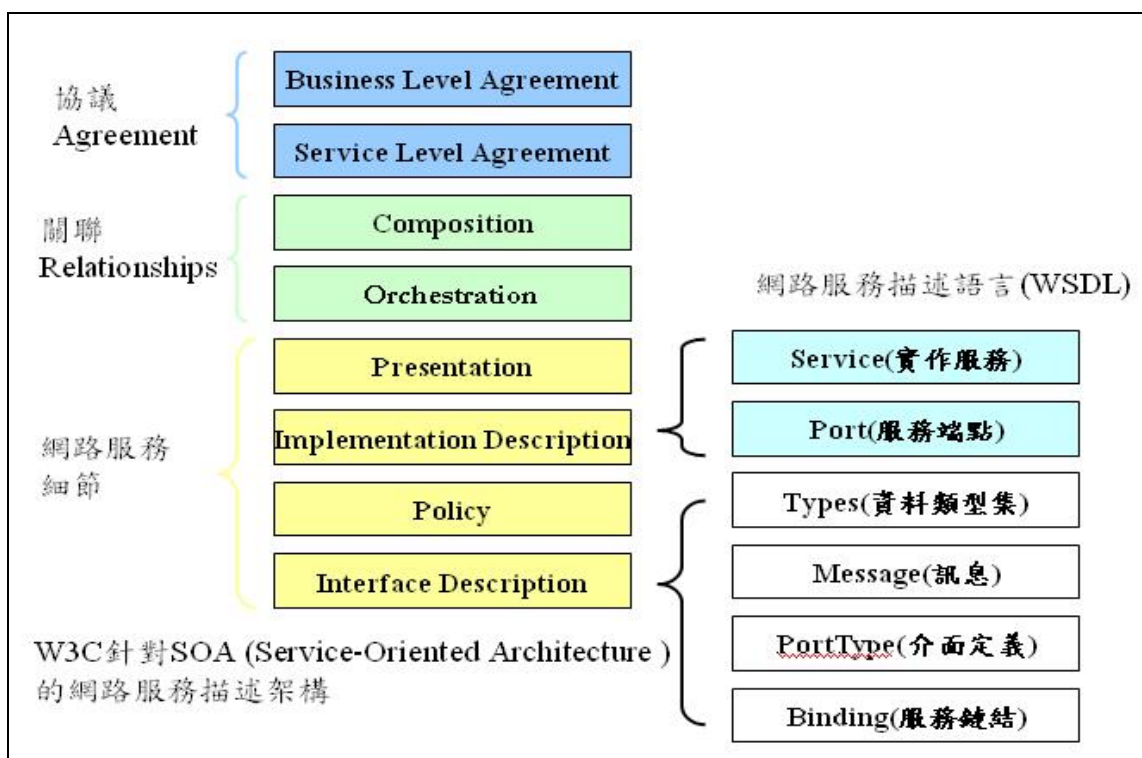 協議
Agreement
Business Level Agreement
Service Level Agreement
關聯
Relationships
Composition
Orchestration
網路服務
細節
Presentation
Implementation Description
Policy
Interface Description
網路服務描述語言(WSDL)
Service(實作服務)
Port(服務端點)
Types(資料類型集)
Message(訊息)
PortType(介面定義)
Binding(服務鏈結)
W3C針對SOA (Service-Oriented Architecture )
的網路服務描述架構